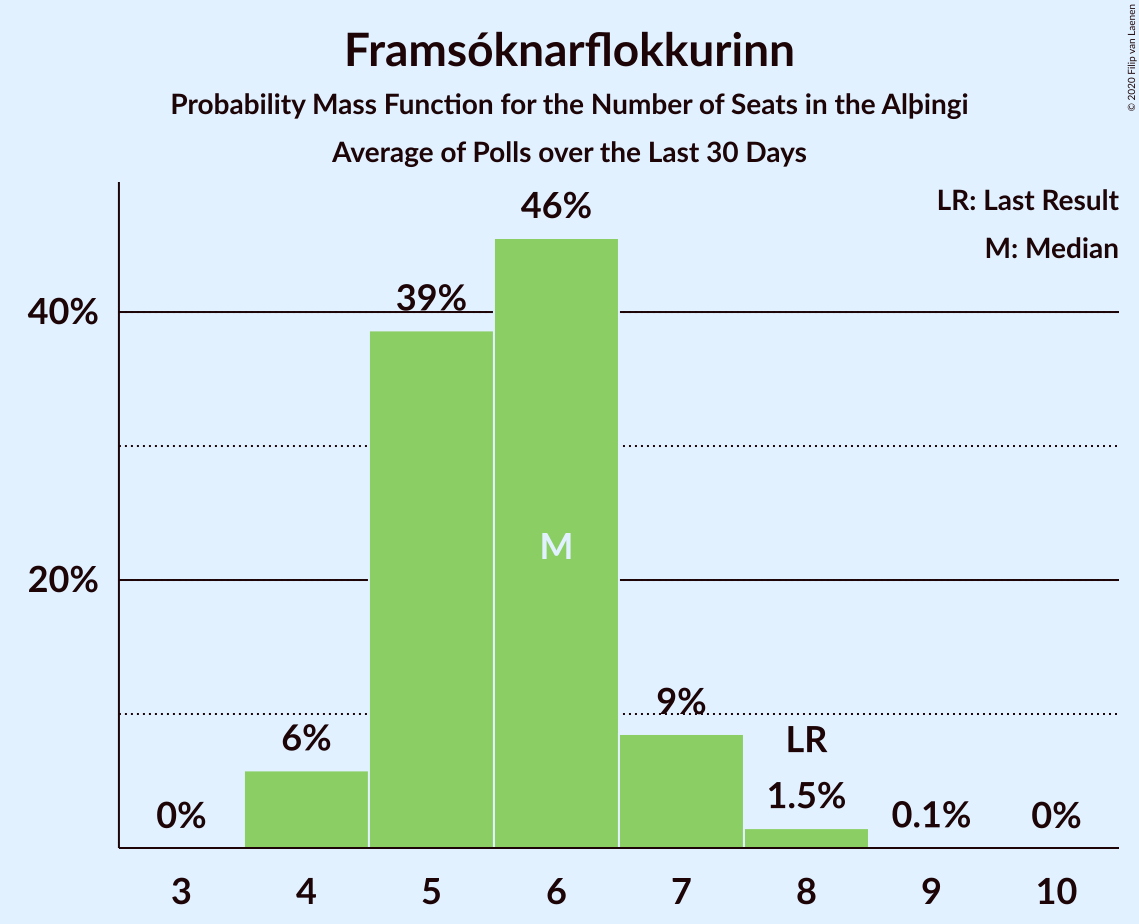 Framsóknarflokkurinn
Probability Mass Function for the Number of Seats in the Alþingi
Average of Polls over the Last 30 Days
© 2020 Filip van Laenen
LR: Last Result
M: Median
46%
39%
40%
M
20%
9%
6%
LR
1.5%
0%
0.1%
0%
3 4 5 6 7 8 9 10